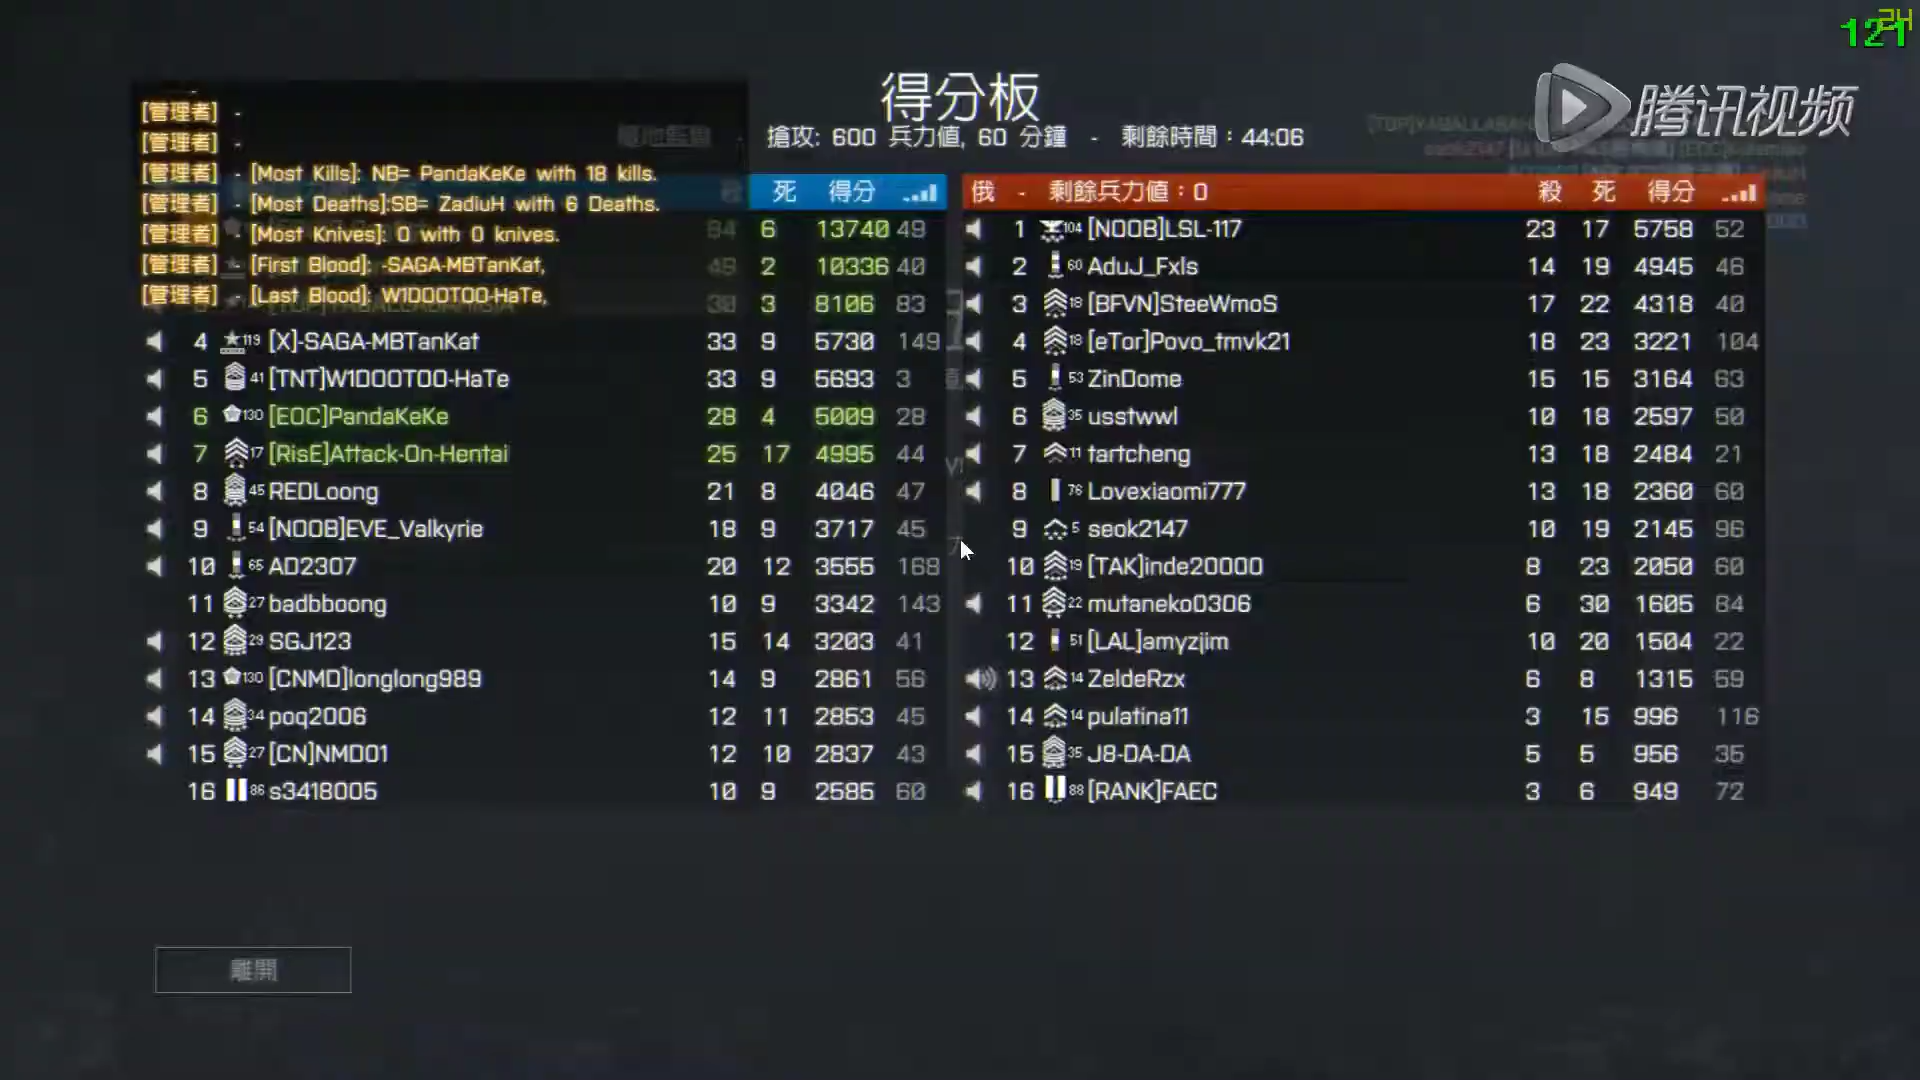 121
得分板
腾讯视频
搶攻: 600 兵力值, 60 分鐘 - 剩餘時間：44:06
[管理者] -
[管理者] -
[管理者] - [Most Kills]: NB= PandaKeKe with 18 kills.
[管理者] - [Most Deaths]:SB= ZadiuH with 6 Deaths.
[管理者] - [Most Knives]: 0 with 0 knives.
[管理者] - [First Blood]: -SAGA-MBTanKat,
[管理者] - [Last Blood]: W1D00T00-HaTe,
殺 死 得分
84 6 13740 49
49 2 10336 40
30 3 8106 83
4 119 [X]-SAGA-MBTanKat 33 9 5730 149
5 41 [TNT]W1D00T00-HaTe 33 9 5693 3
6 130 [EOC]PandaKeKe 28 4 5009 28
7 17 [RisE]Attack-On-Hentai 25 17 4995 44
8 45 REDLoong 21 8 4046 47
9 54 [NOOB]EVE_Valkyrie 18 9 3717 45
10 65 AD2307 20 12 3555 168
11 27 badbboong 10 9 3342 143
12 29 SGJ123 15 14 3203 41
13 130 [CNMD]longlong989 14 9 2861 56
14 34 poq2006 12 11 2853 45
15 27 [CN]NMD01 12 10 2837 43
16 86 s3418005 10 9 2585 60
俄 - 剩餘兵力值：0 殺 死 得分
1 104 [NOOB]LSL-117 23 17 5758 52
2 60 AduJ_Fxls 14 19 4945 46
3 18 [BFVN]SteeWmoS 17 22 4318 40
4 18 [eTor]Povo_tmvk21 18 23 3221 104
5 53 ZinDome 15 15 3164 63
6 35 usstwwl 10 18 2597 50
7 11 tartcheng 13 18 2484 21
8 76 Lovexiaomi777 13 18 2360 60
9 5 seok2147 10 19 2145 96
10 19 [TAK]inde20000 8 23 2050 60
11 22 mutaneko0306 6 30 1605 84
12 51 [LAL]amyzjim 10 20 1504 22
13 14 ZeldeRzx 6 8 1315 59
14 14 pulatina11 3 15 996 116
15 35 J8-DA-DA 5 5 956 35
16 88 [RANK]FAEC 3 6 949 72
離開